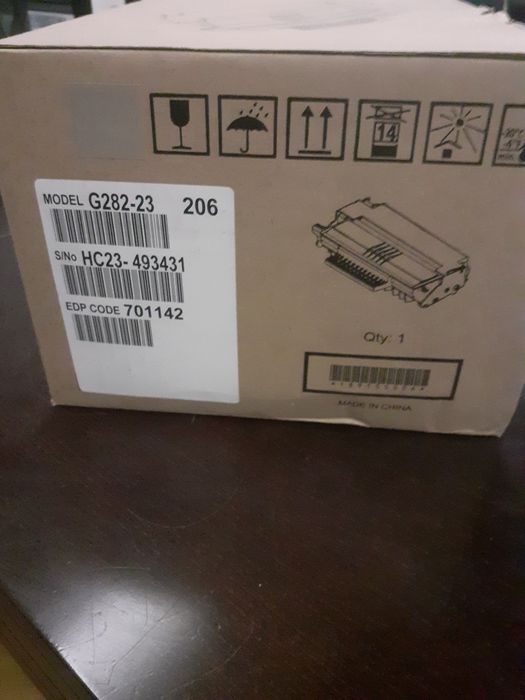 14
MODEL G282-23 206
S/No HC23- 493431
EDP CODE 701142
Qty: 1
MADE IN CHINA